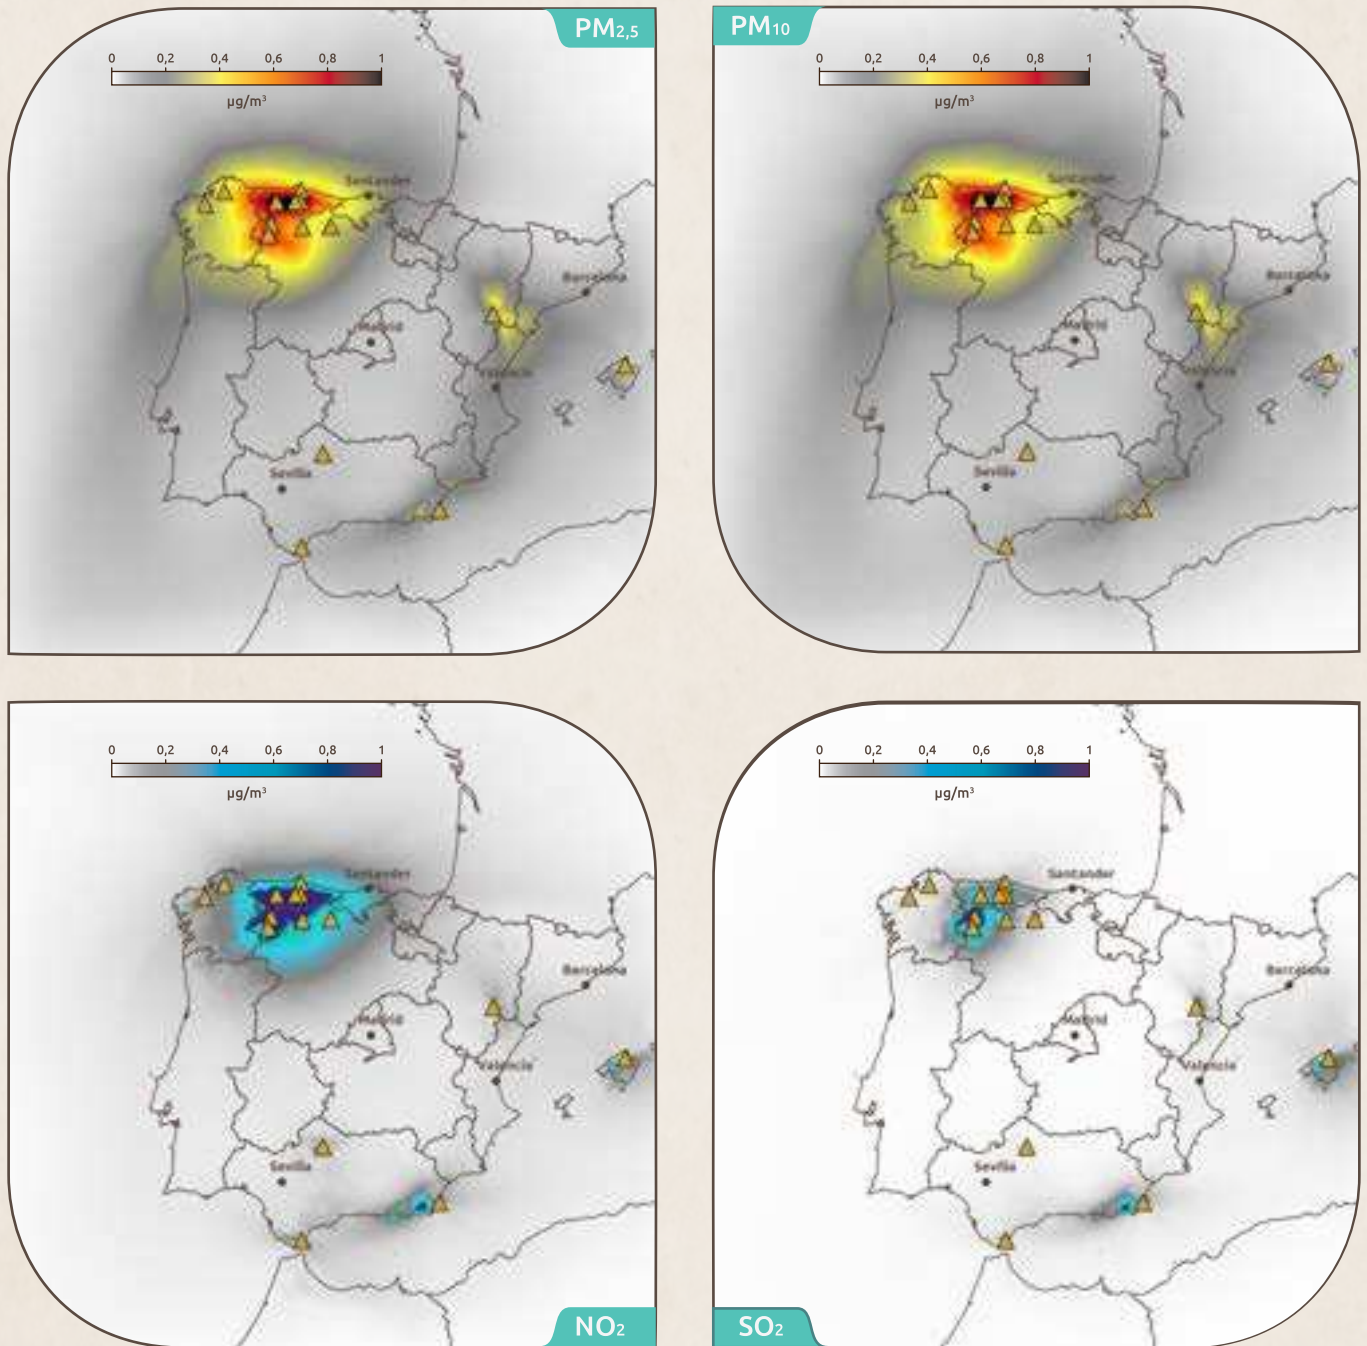 PM2,5
0 0,2 0,4 0,6 0,8 1
µg/m³
Santander
Barcelona
Madrid
Valencia
Sevilla
PM10
0 0,2 0,4 0,6 0,8 1
µg/m³
Santander
Barcelona
Madrid
Valencia
Sevilla
0 0,2 0,4 0,6 0,8 1
µg/m³
Santander
Barcelona
Madrid
Valencia
Sevilla
NO2
0 0,2 0,4 0,6 0,8 1
µg/m³
Santander
Barcelona
Madrid
Valencia
Sevilla
SO2